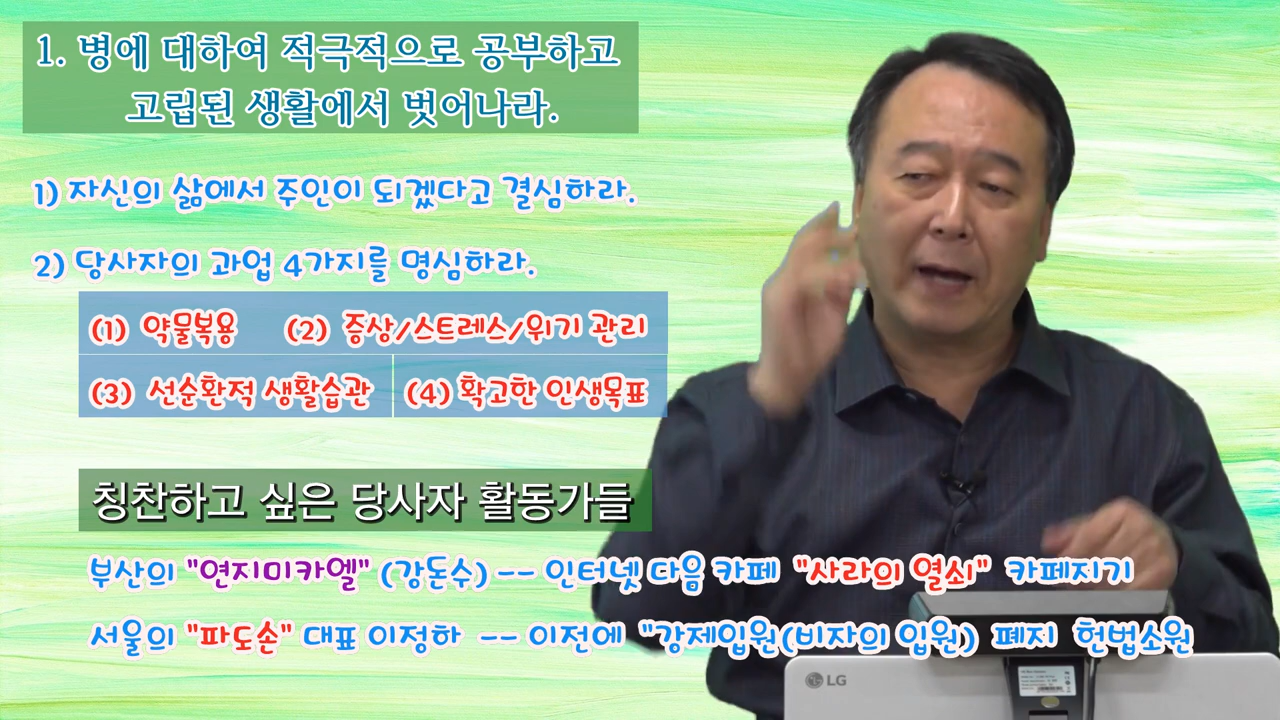 1. 병에 대하여 적극적으로 공부하고
고립된 생활에서 벗어나라.
1) 자신의 삶에서 주인이 되겠다고 결심하라.
2) 당사자의 과업 4가지를 명심하라.
(1) 약물복용 (2) 증상/스트레스/위기 관리
(3) 선순환적 생활습관 (4) 확고한 인생목표
칭찬하고 싶은 당사자 활동가들
부산의 "연지미카엘" (강돈수) -- 인터넷 다음 카페 "사라의 열쇠" 카페지기
서울의 "파도손" 대표 이정하 -- 이전에 "강제입원(비자의 입원) 폐지 헌법소원
LG